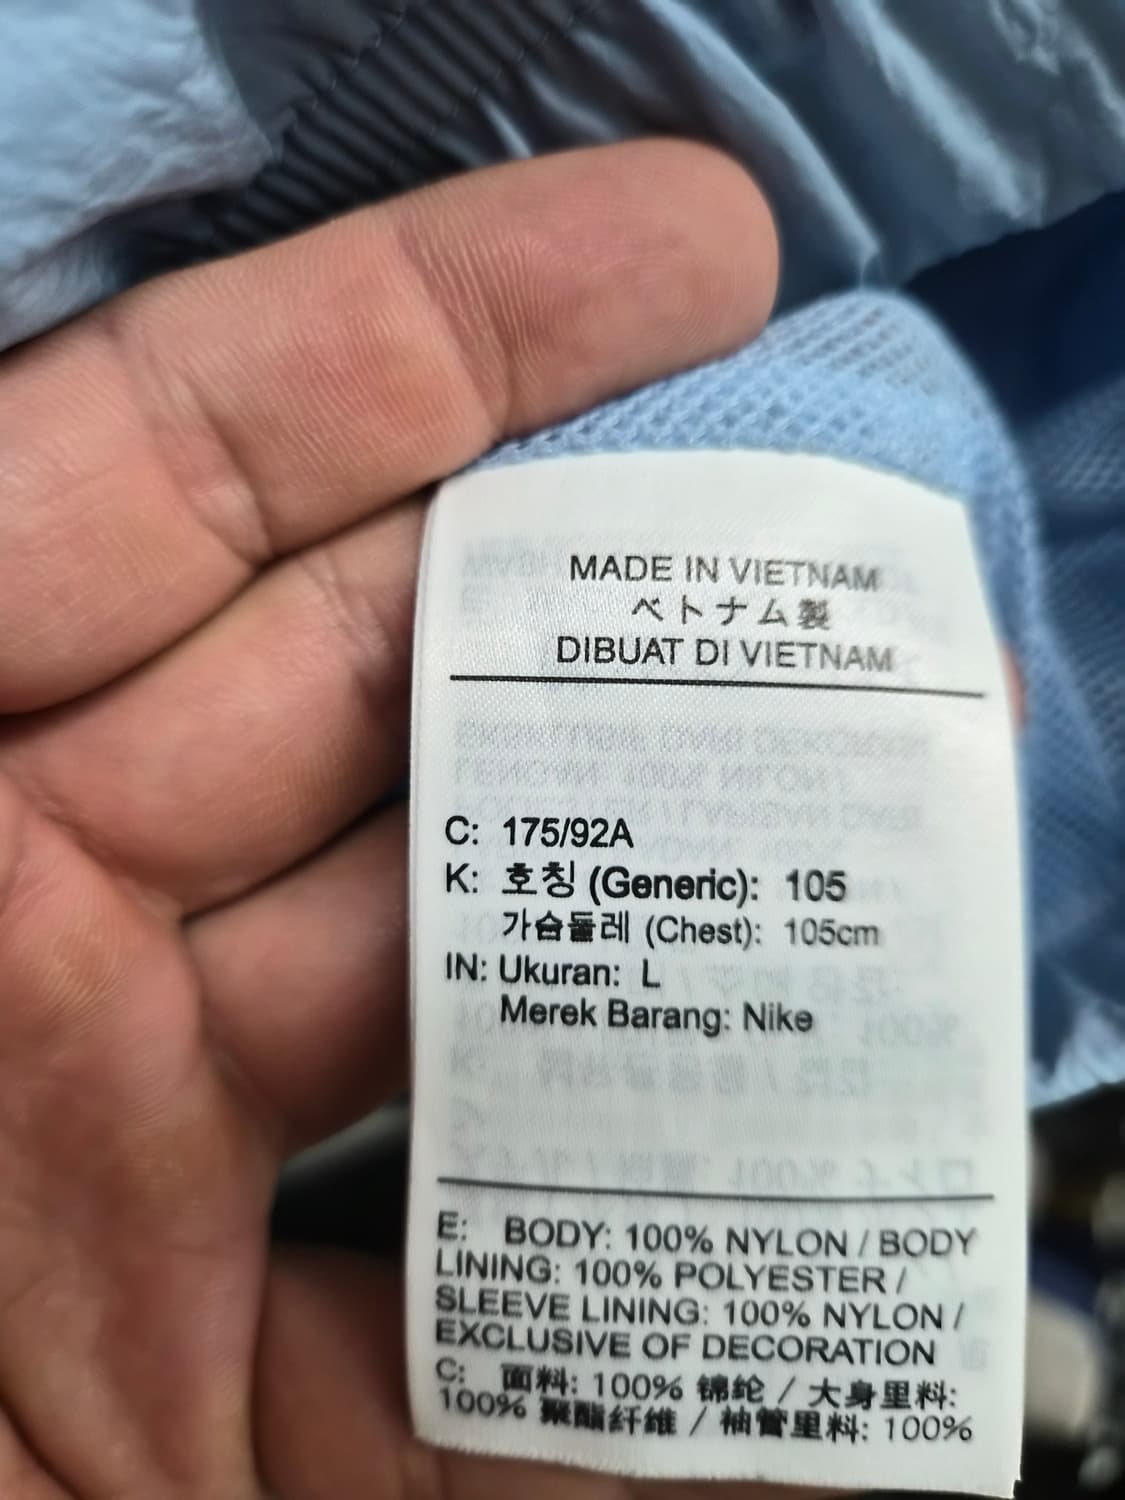 MADE IN VIETNAM
ベトナム製
DIBUAT DI VIETNAM
C: 175/92A
K: 호칭 (Generic): 105
가슴둘레 (Chest): 105cm
IN: Ukuran: L
Merek Barang: Nike
E: BODY: 100% NYLON / BODY
LINING: 100% POLYESTER /
SLEEVE LINING: 100% NYLON /
EXCLUSIVE OF DECORATION
C: 面料: 100% 锦纶 / 大身里料:
100% 聚酯纤维 / 袖管里料: 100%